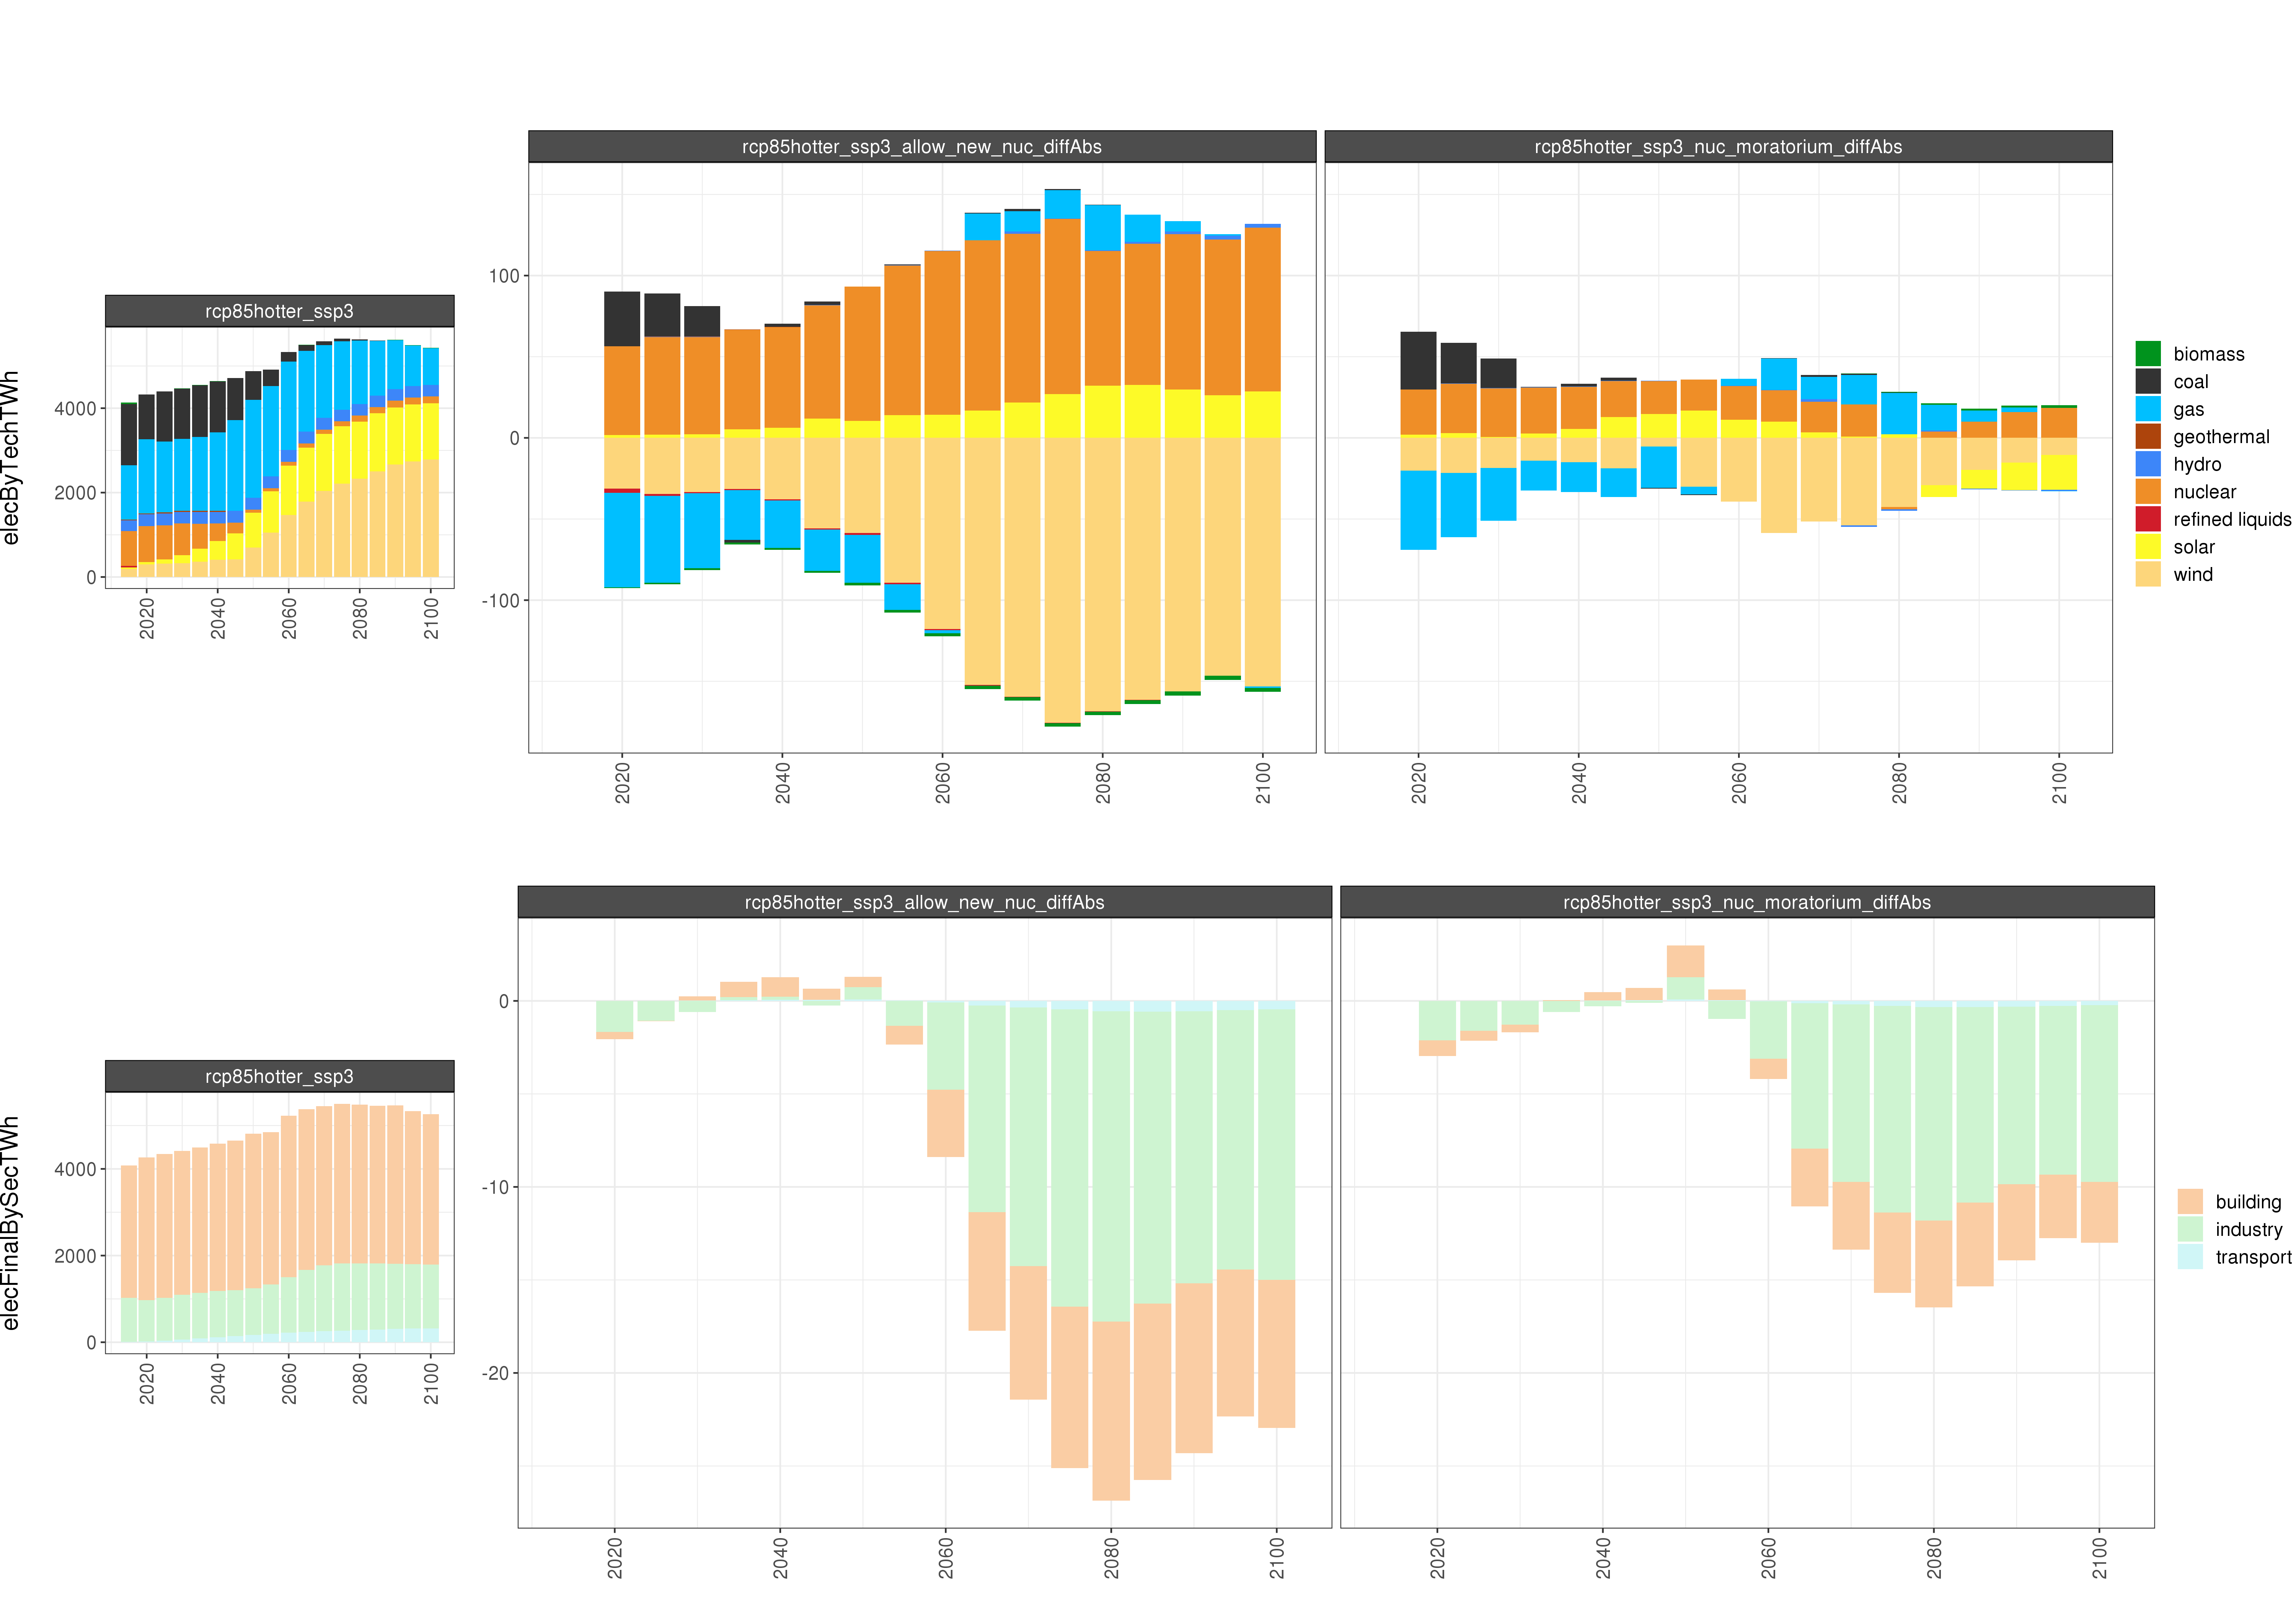 elecByTechTWh
rcp85hotter_ssp3
4000
2000
0
2020
2040
2060
2080
2100
rcp85hotter_ssp3_allow_new_nuc_diffAbs
rcp85hotter_ssp3_nuc_moratorium_diffAbs
100
0
-100
2020
2040
2060
2080
2100
2020
2040
2060
2080
2100
biomass
coal
gas
geothermal
hydro
nuclear
refined liquids
solar
wind
elecFinalBySecTWh
rcp85hotter_ssp3
4000
2000
0
2020
2040
2060
2080
2100
rcp85hotter_ssp3_allow_new_nuc_diffAbs
rcp85hotter_ssp3_nuc_moratorium_diffAbs
0
-10
-20
2020
2040
2060
2080
2100
2020
2040
2060
2080
2100
building
industry
transport